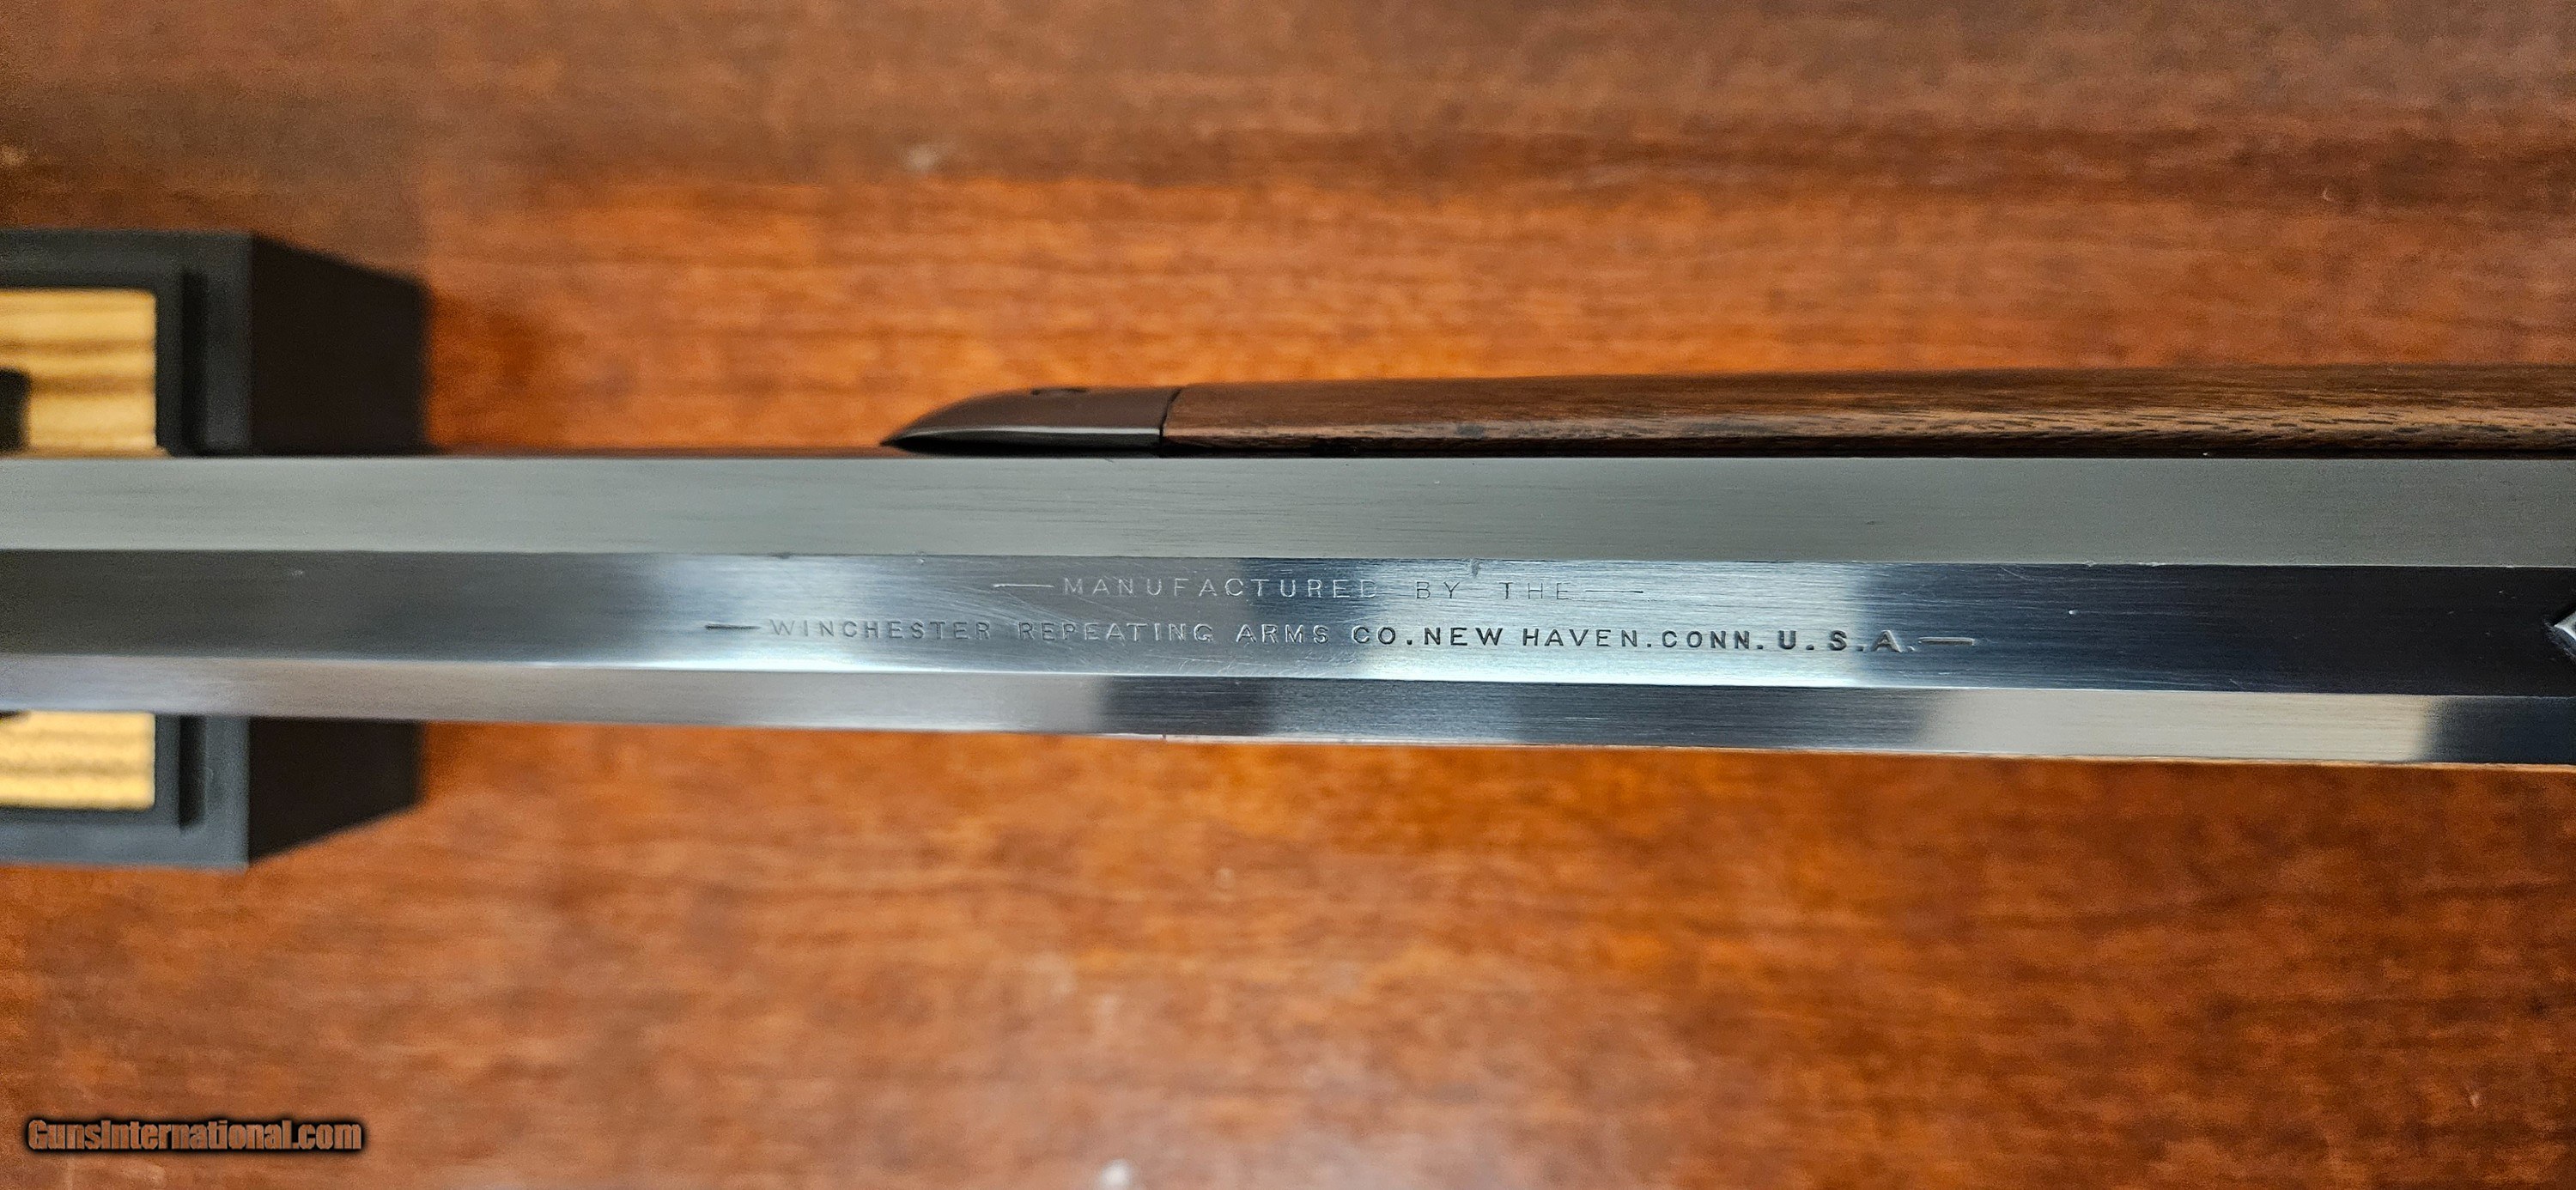 —MANUFACTURED BY THE—
—WINCHESTER REPEATING ARMS CO. NEW HAVEN. CONN. U.S.A.—
GunsInternational.com